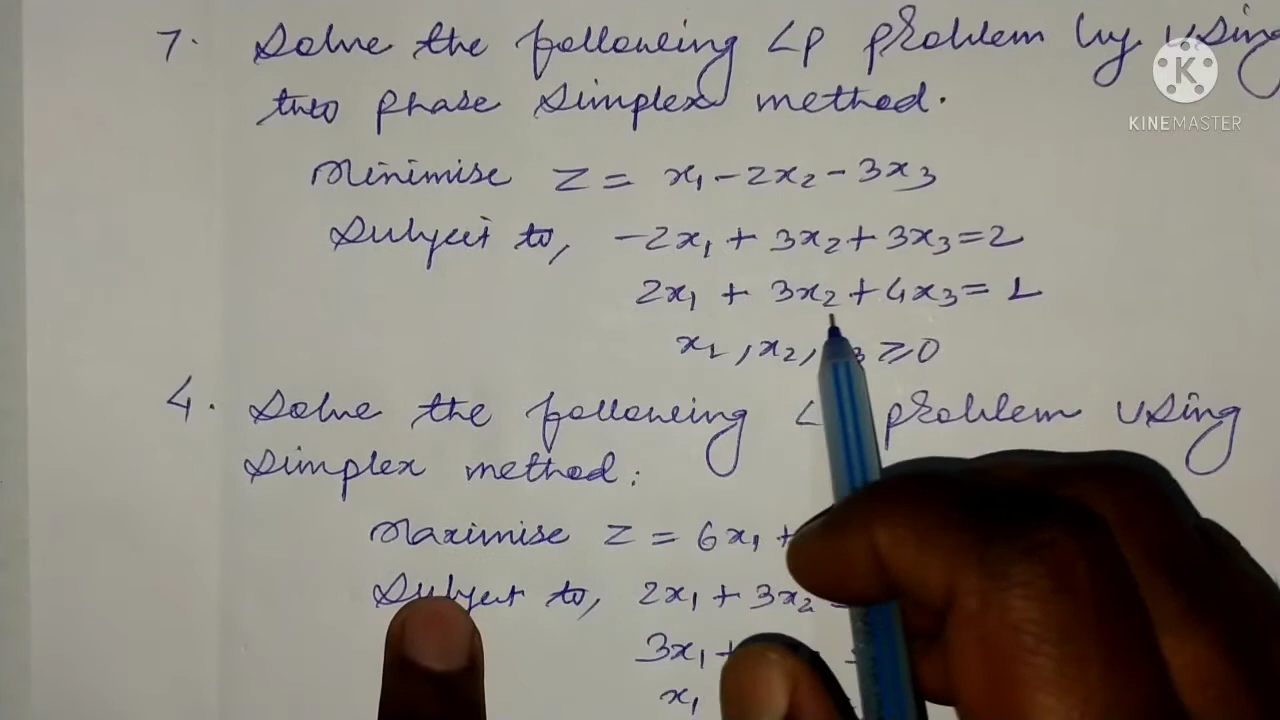 7. Solve the following LP problem by using
two phase simplex method.
K
KINEMASTER
Minimise Z = x₁ - 2x₂ - 3x₃
Subject to, -2x₁ + 3x₂ + 3x₃ = 2
2x₁ + 3x₂ + 4x₃ = 1
x₁, x₂, ₃ ≥ 0
4. Solve the following L problem using
simplex method:
Maximise Z = 6x₁ +
Subject to, 2x₁ + 3x₂
3x₁ +
x₁